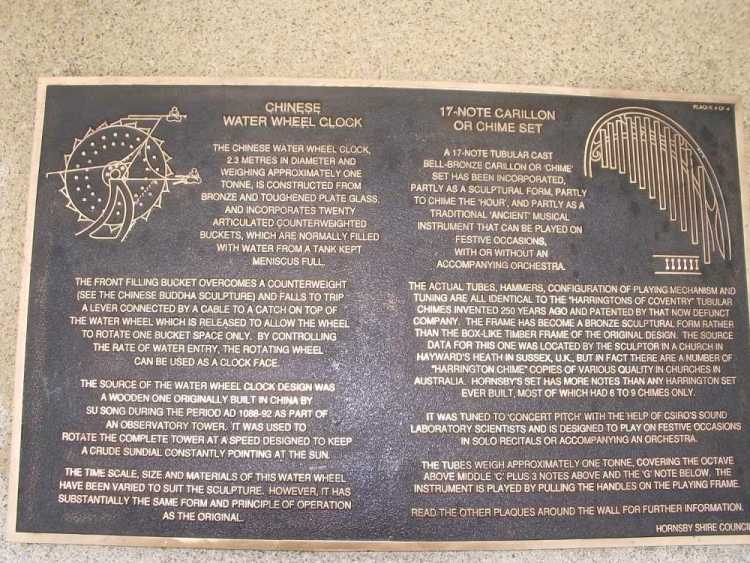 CHINESE
WATER WHEEL CLOCK
THE CHINESE WATER WHEEL CLOCK,
2.3 METRES IN DIAMETER AND
WEIGHING APPROXIMATELY ONE
TONNE, IS CONSTRUCTED FROM
BRONZE AND TOUGHENED PLATE GLASS,
AND INCORPORATES TWENTY
ARTICULATED COUNTERWEIGHTED
BUCKETS, WHICH ARE NORMALLY FILLED
WITH WATER FROM A TANK KEPT
MENISCUS FULL.
THE FRONT FILLING BUCKET OVERCOMES A COUNTERWEIGHT
(SEE THE CHINESE BUDDHA SCULPTURE) AND FALLS TO TRIP
A LEVER CONNECTED BY A CABLE TO A CATCH ON TOP OF
THE WATER WHEEL WHICH IS RELEASED TO ALLOW THE WHEEL
TO ROTATE ONE BUCKET SPACE ONLY. BY CONTROLLING
THE RATE OF WATER ENTRY, THE ROTATING WHEEL
CAN BE USED AS A CLOCK FACE.
THE SOURCE OF THE WATER WHEEL CLOCK DESIGN WAS
A WOODEN ONE ORIGINALLY BUILT IN CHINA BY
SU SONG DURING THE PERIOD AD 1088-92 AS PART OF
AN OBSERVATORY TOWER. IT WAS USED TO
ROTATE THE COMPLETE TOWER AT A SPEED DESIGNED TO KEEP
A CRUDE SUNDIAL CONSTANTLY POINTING AT THE SUN.
THE TIME SCALE, SIZE AND MATERIALS OF THIS WATER WHEEL
HAVE BEEN VARIED TO SUIT THE SCULPTURE. HOWEVER, IT HAS
SUBSTANTIALLY THE SAME FORM AND PRINCIPLE OF OPERATION
AS THE ORIGINAL.
PLAQUE 4 OF 4
17-NOTE CARILLON
OR CHIME SET
A 17-NOTE TUBULAR CAST
BELL-BRONZE CARILLON OR 'CHIME'
SET HAS BEEN INCORPORATED,
PARTLY AS A SCULPTURAL FORM, PARTLY
TO CHIME THE 'HOUR', AND PARTLY AS A
TRADITIONAL 'ANCIENT' MUSICAL
INSTRUMENT THAT CAN BE PLAYED ON
FESTIVE OCCASIONS,
WITH OR WITHOUT AN
ACCOMPANYING ORCHESTRA.
THE ACTUAL TUBES, HAMMERS, CONFIGURATION OF PLAYING MECHANISM AND
TUNING ARE ALL IDENTICAL TO THE "HARRINGTONS OF COVENTRY" TUBULAR
CHIMES INVENTED 250 YEARS AGO AND PATENTED BY THAT NOW DEFUNCT
COMPANY. THE FRAME HAS BECOME A BRONZE SCULPTURAL FORM RATHER
THAN THE BOX-LIKE TIMBER FRAME OF THE ORIGINAL DESIGN. THE SOURCE
DATA FOR THIS ONE WAS LOCATED BY THE SCULPTOR IN A CHURCH IN
HAYWARD'S HEATH IN SUSSEX, U.K., BUT IN FACT THERE ARE A NUMBER OF
"HARRINGTON CHIME" COPIES OF VARIOUS QUALITY IN CHURCHES IN
AUSTRALIA. HORNSBY'S SET HAS MORE NOTES THAN ANY HARRINGTON SET
EVER BUILT, MOST OF WHICH HAD 6 TO 9 CHIMES ONLY.
IT WAS TUNED TO 'CONCERT PITCH' WITH THE HELP OF CSIRO'S SOUND
LABORATORY SCIENTISTS AND IS DESIGNED TO PLAY ON FESTIVE OCCASIONS
IN SOLO RECITALS OR ACCOMPANYING AN ORCHESTRA.
THE TUBES WEIGH APPROXIMATELY ONE TONNE, COVERING THE OCTAVE
ABOVE MIDDLE 'C' PLUS 3 NOTES ABOVE AND THE 'G' NOTE BELOW. THE
INSTRUMENT IS PLAYED BY PULLING THE HANDLES ON THE PLAYING FRAME.
READ THE OTHER PLAQUES AROUND THE WALL FOR FURTHER INFORMATION.
HORNSBY SHIRE COUNCIL